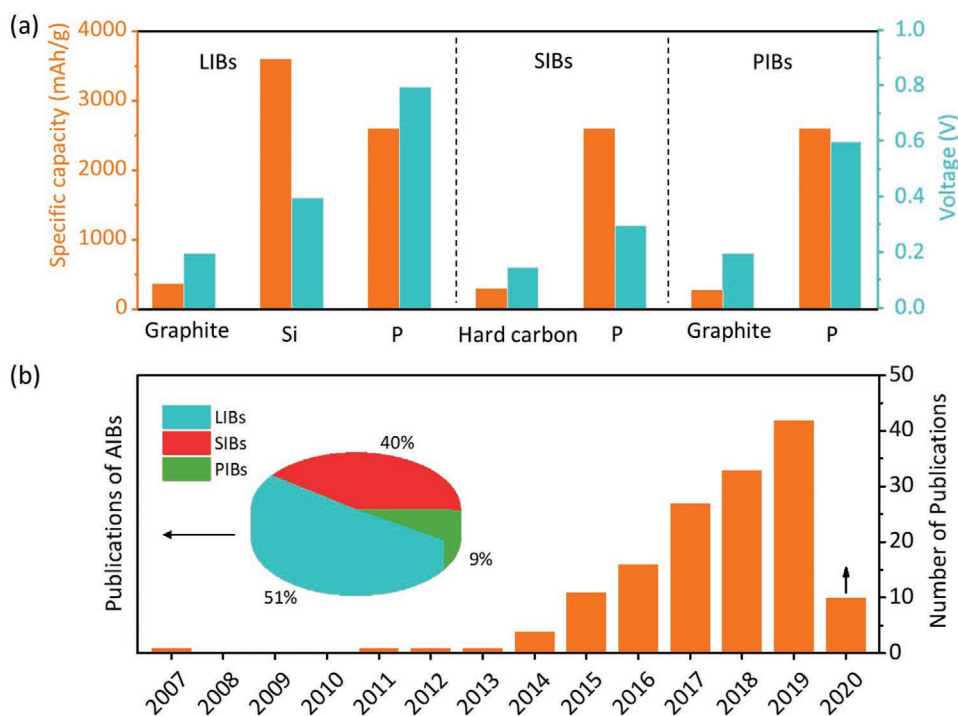 (a)
LIBs
SIBs
PIBs
Specific capacity (mAh/g)
4000
3000
2000
1000
0
Voltage (V)
1.0
0.8
0.6
0.4
0.2
0.0
Graphite
Si
P
Hard carbon
P
Graphite
P
(b)
Publications of AIBs
LIBs
SIBs
PIBs
40%
9%
51%
Number of Publications
50
40
30
20
10
0
2007
2008
2009
2010
2011
2012
2013
2014
2015
2016
2017
2018
2019
2020